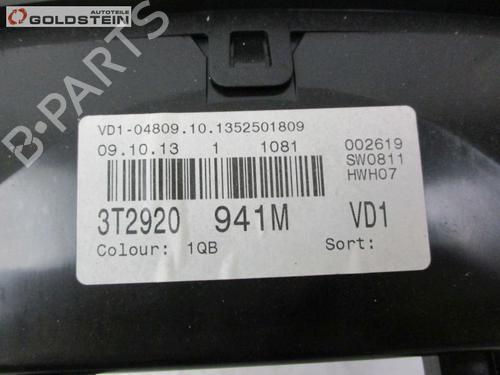 AUTOTEILE
GOLDSTEIN
VD1-04809.10.1352501809
09.10.13 1 1081 002619
SW0811
HWH07
3T2920 941M VD1
Colour: 1QB Sort:
B-PARTS